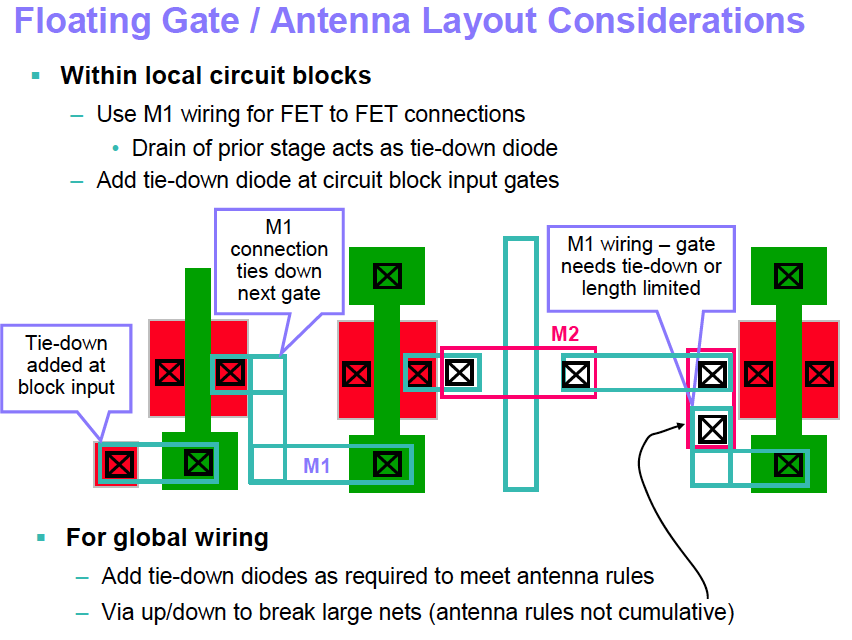 Floating Gate / Antenna Layout Considerations
Within local circuit blocks
– Use M1 wiring for FET to FET connections
• Drain of prior stage acts as tie-down diode
– Add tie-down diode at circuit block input gates
M1
connection
ties down
next gate
M1 wiring – gate
needs tie-down or
length limited
Tie-down
added at
block input
M2
M1
For global wiring
– Add tie-down diodes as required to meet antenna rules
– Via up/down to break large nets (antenna rules not cumulative)